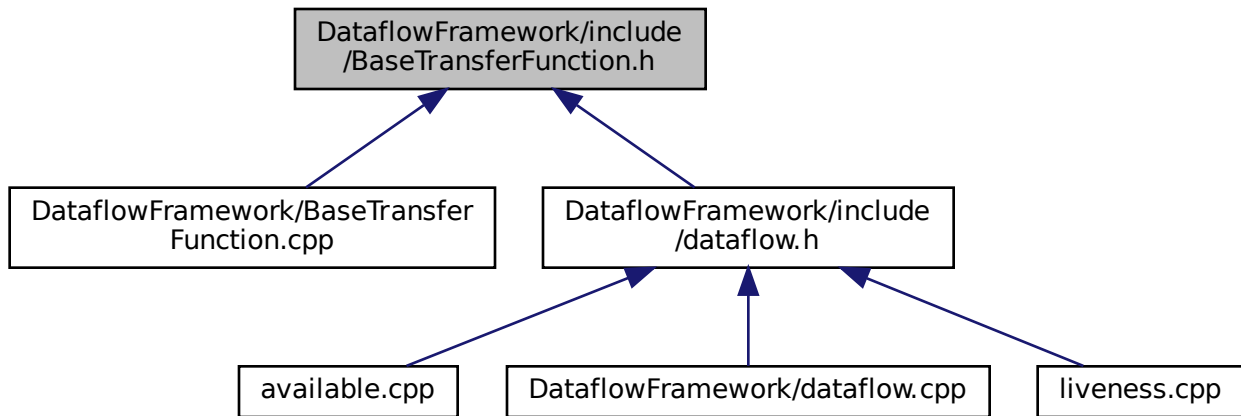 DataflowFramework/include
/BaseTransferFunction.h
DataflowFramework/BaseTransfer
Function.cpp
DataflowFramework/include
/dataflow.h
available.cpp
DataflowFramework/dataflow.cpp
liveness.cpp